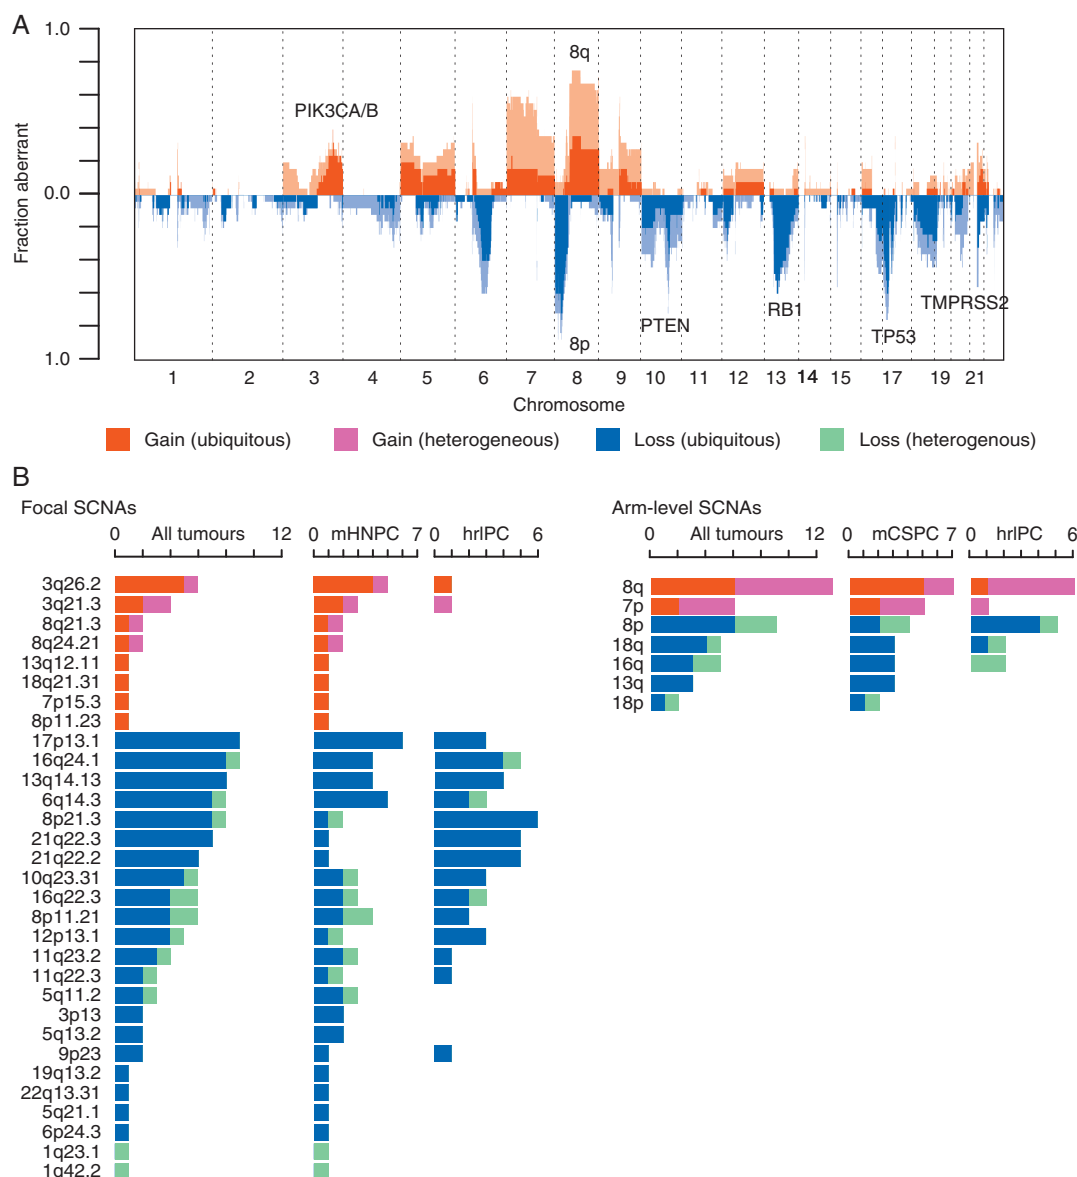 A
1.0
0.0
1.0
Fraction aberrant
PIK3CA/B
8q
8p
PTEN
RB1
TP53
TMPRSS2
1 2 3 4 5 6 7 8 9 10 11 12 13 14 15 17 19 21
Chromosome
Gain (ubiquitous) Gain (heterogeneous) Loss (ubiquitous) Loss (heterogenous)
B
Focal SCNAs
0 All tumours 12 0 mHNPC 7 0 hrlPC 6
3q26.2
3q21.3
8q21.3
8q24.21
13q12.11
18q21.31
7p15.3
8p11.23
17p13.1
16q24.1
13q14.13
6q14.3
8p21.3
21q22.3
21q22.2
10q23.31
16q22.3
8p11.21
12p13.1
11q23.2
11q22.3
5q11.2
3p13
5q13.2
9p23
19q13.2
22q13.31
5q21.1
6p24.3
1q23.1
1q42.2
Arm-level SCNAs
0 All tumours 12 0 mCSPC 7 0 hrlPC 6
8q
7p
8p
18q
16q
13q
18p